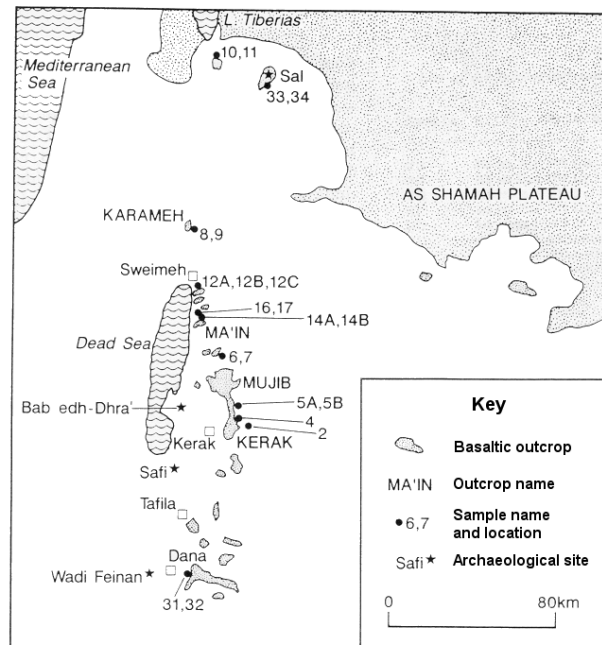 L. Tiberias
Mediterranean
Sea
10,11
Sal
33,34
AS SHAMAH PLATEAU
KARAMEH
8,9
Sweimeh
12A,12B,12C
16,17
14A,14B
MA'IN
Dead Sea
6,7
MUJIB
5A,5B
Bab edh-Dhra'
4
2
Kerak
KERAK
Safi
Tafila
Dana
Wadi Feinan
31,32
Key
Basaltic outcrop
MA'IN Outcrop name
6,7 Sample name
and location
Safi Archaeological site
0 80km